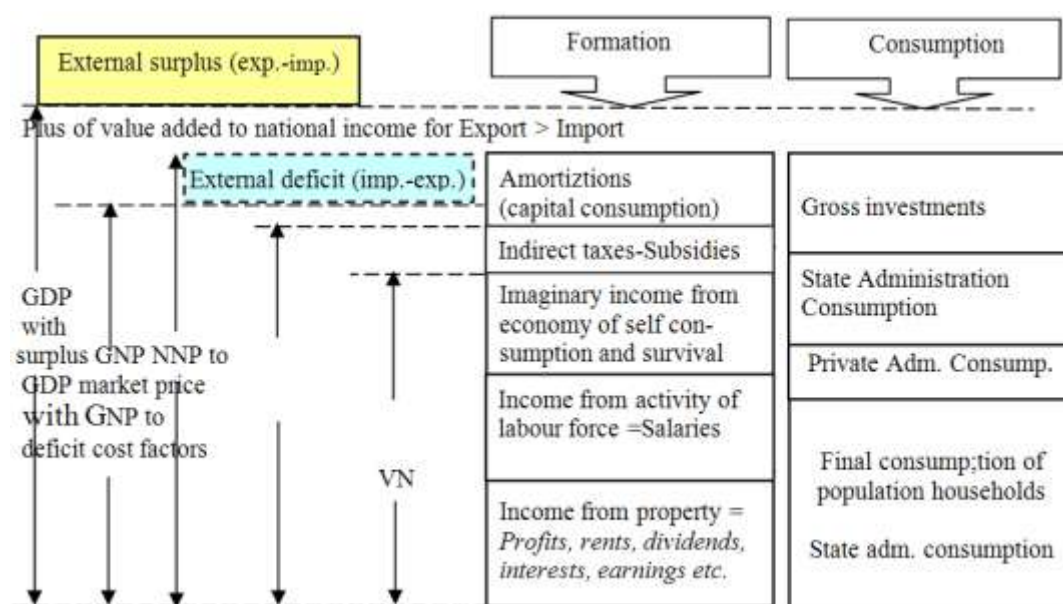 External surplus (exp.-imp.)
Formation
Consumption
Plus of value added to national income for Export > Import
External deficit (imp.-exp.)
Amortiztions
(capital consumption)
Indirect taxes-Subsidies
Imaginary income from
economy of self con-
sumption and survival
Income from activity of
labour force =Salaries
Income from property =
Profits, rents, dividends,
interests, earnings etc.
Gross investments
State Administration
Consumption
Private Adm. Consump.
Final consump;tion of
population households
State adm. consumption
GDP
with
surplus GNP NNP to
GDP market price
with GNP to
deficit cost factors
VN